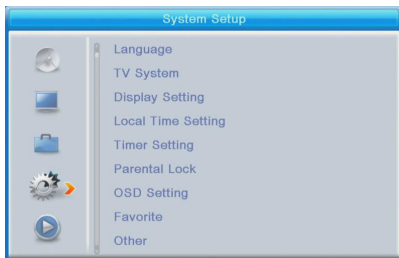 System Setup
Language
TV System
Display Setting
Local Time Setting
Timer Setting
Parental Lock
OSD Setting
Favorite
Other